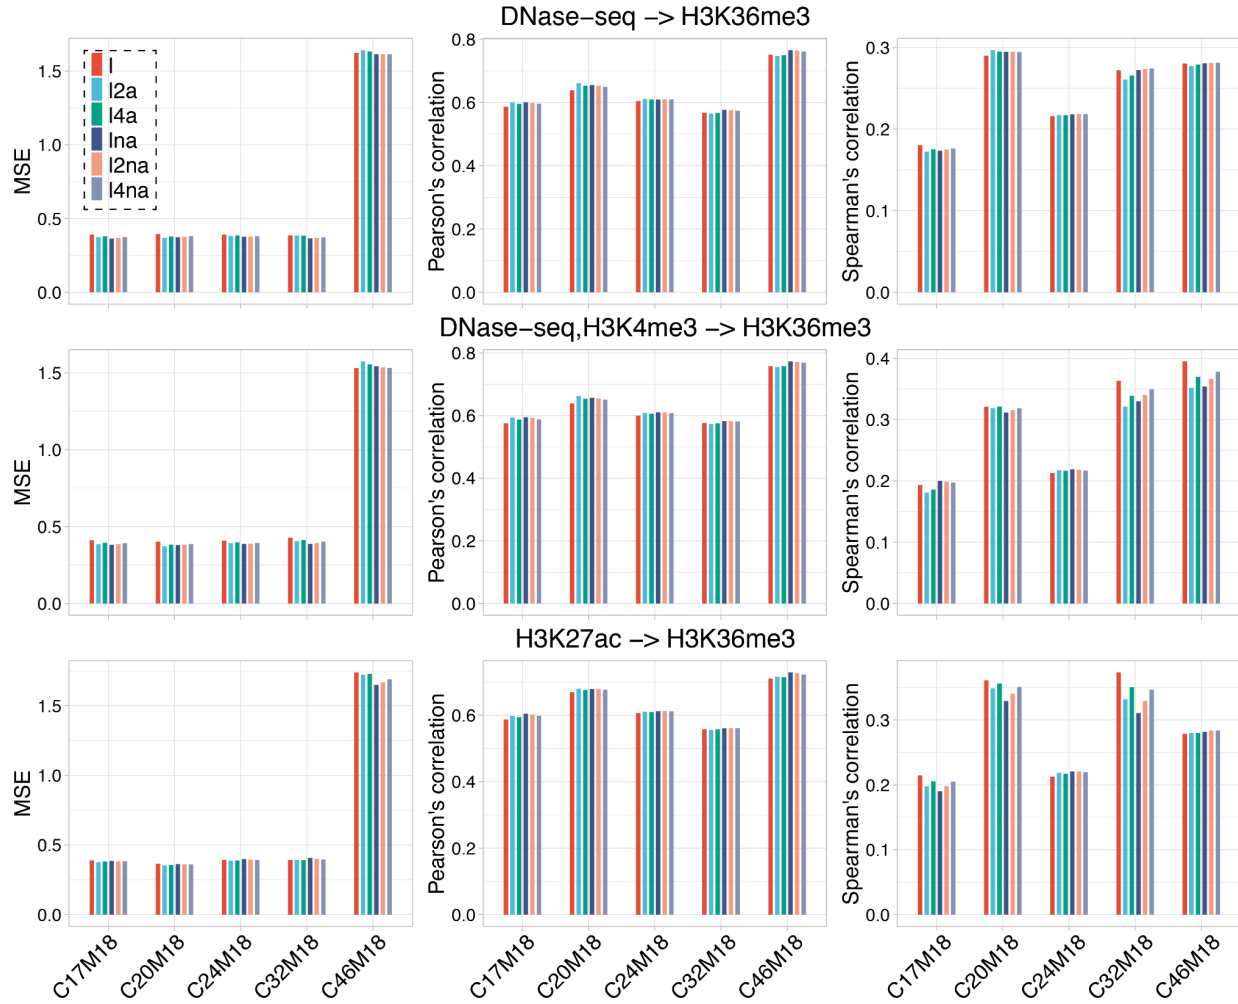 DNase−seq −> H3K36me3
MSE
1.5
1.0
0.5
0.0
I
I2a
I4a
Ina
I2na
I4na
Pearson's correlation
0.8
0.6
0.4
0.2
0.0
Spearman's correlation
0.3
0.2
0.1
0.0
DNase−seq,H3K4me3 −> H3K36me3
MSE
1.5
1.0
0.5
0.0
Pearson's correlation
0.8
0.6
0.4
0.2
0.0
Spearman's correlation
0.4
0.3
0.2
0.1
0.0
H3K27ac −> H3K36me3
MSE
1.5
1.0
0.5
0.0
Pearson's correlation
0.6
0.4
0.2
0.0
Spearman's correlation
0.3
0.2
0.1
0.0
C17M18
C20M18
C24M18
C32M18
C46M18
C17M18
C20M18
C24M18
C32M18
C46M18
C17M18
C20M18
C24M18
C32M18
C46M18